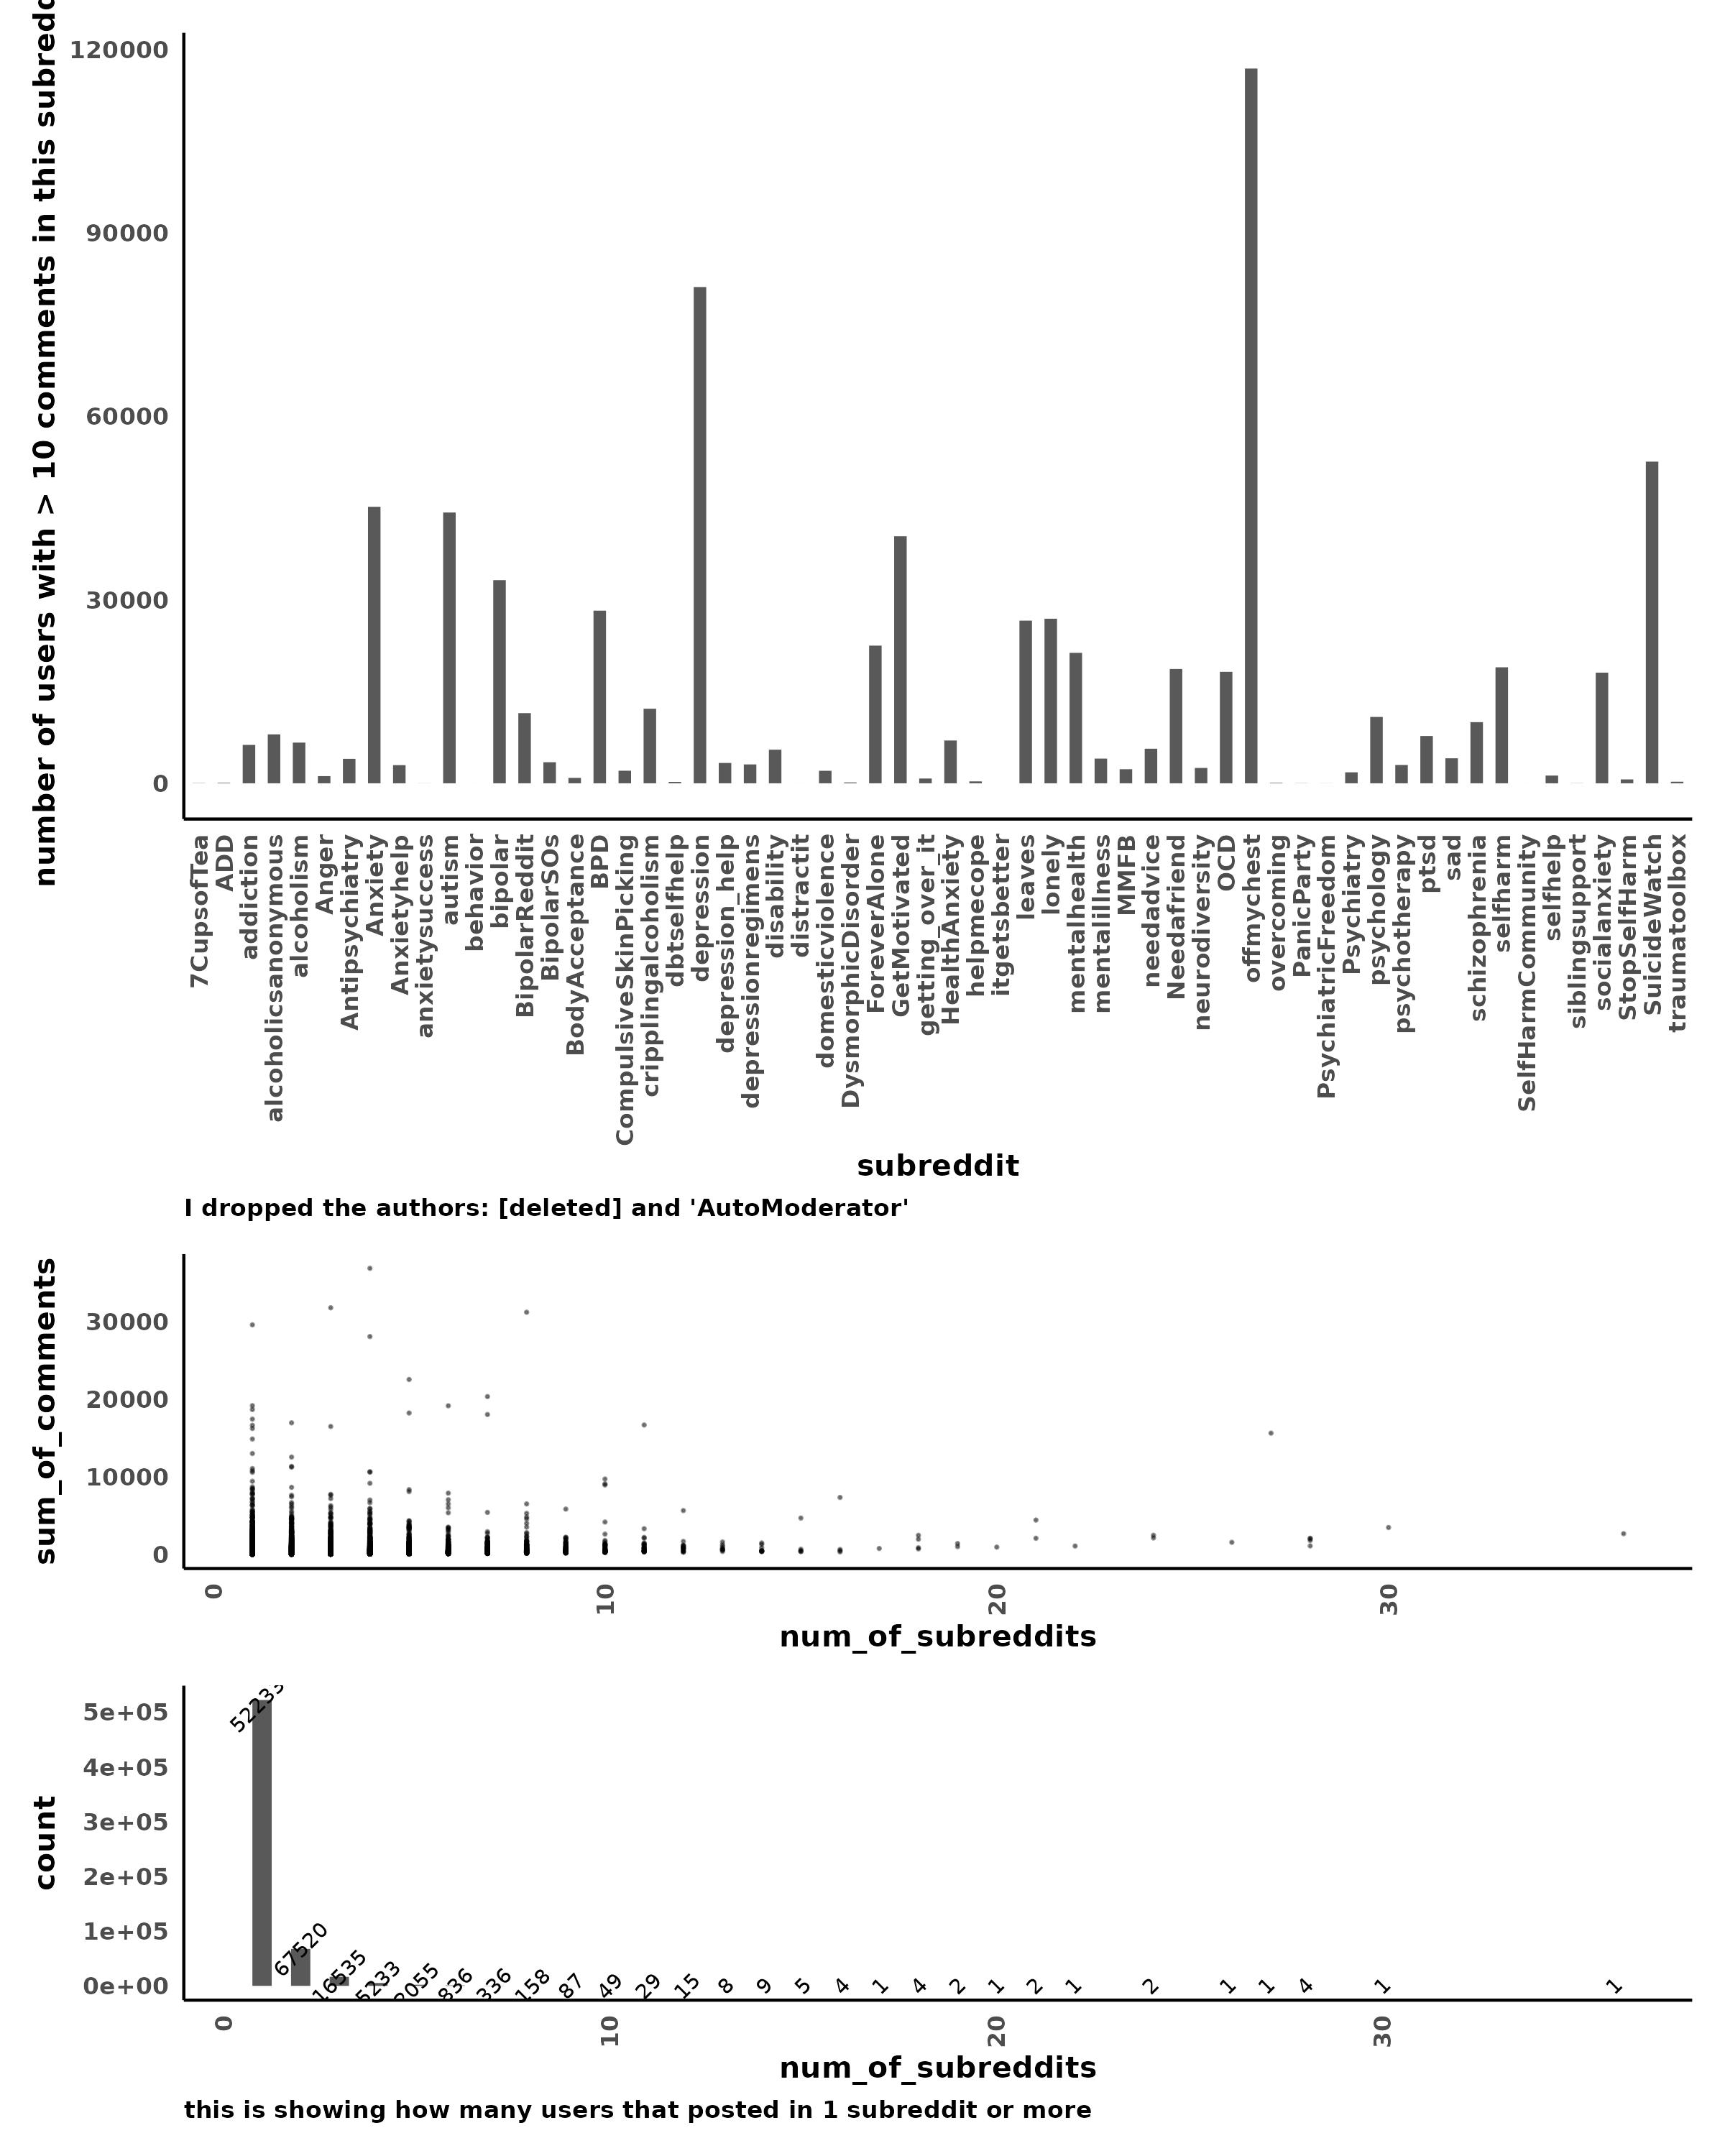 number of users with > 10 comments in this
120000
90000
60000
30000
0
7CupsofTea
ADD
addiction
alcoholicsanonymous
alcoholism
Anger
Antipsychiatry
Anxiety
Anxietyhelp
anxietysuccess
autism
behavior
bipolar
BipolarReddit
BipolarSOs
BodyAcceptance
BPD
CompulsiveSkinPicking
cripplingalcoholism
dbtselfhelp
depression
depression_help
depressionregimens
disability
distractit
domesticviolence
DysmorphicDisorder
ForeverAlone
GetMotivated
getting_over_it
HealthAnxiety
helpmecope
itgetsbetter
leaves
lonely
mentalhealth
mentalillness
MMFB
needadvice
Needafriend
neurodiversity
OCD
offmychest
overcoming
PanicParty
PsychiatricFreedom
Psychiatry
psychology
psychotherapy
ptsd
sad
schizophrenia
selfharm
SelfHarmCommunity
selfhelp
siblingsupport
socialanxiety
StopSelfHarm
SuicideWatch
traumatoolbox
subreddit
I dropped the authors: [deleted] and 'AutoModerator'
sum_of_comments
30000
20000
10000
0
0 10 20 30
num_of_subreddits
count
5e+05
4e+05
3e+05
2e+05
1e+05
0e+00
67520 16535 5233 2055 836 336 158 87 49 29 15 8 9 5 4 1 4 2 1 2 1 2 1 1 4 1 1
0 10 20 30
num_of_subreddits
this is showing how many users that posted in 1 subreddit or more